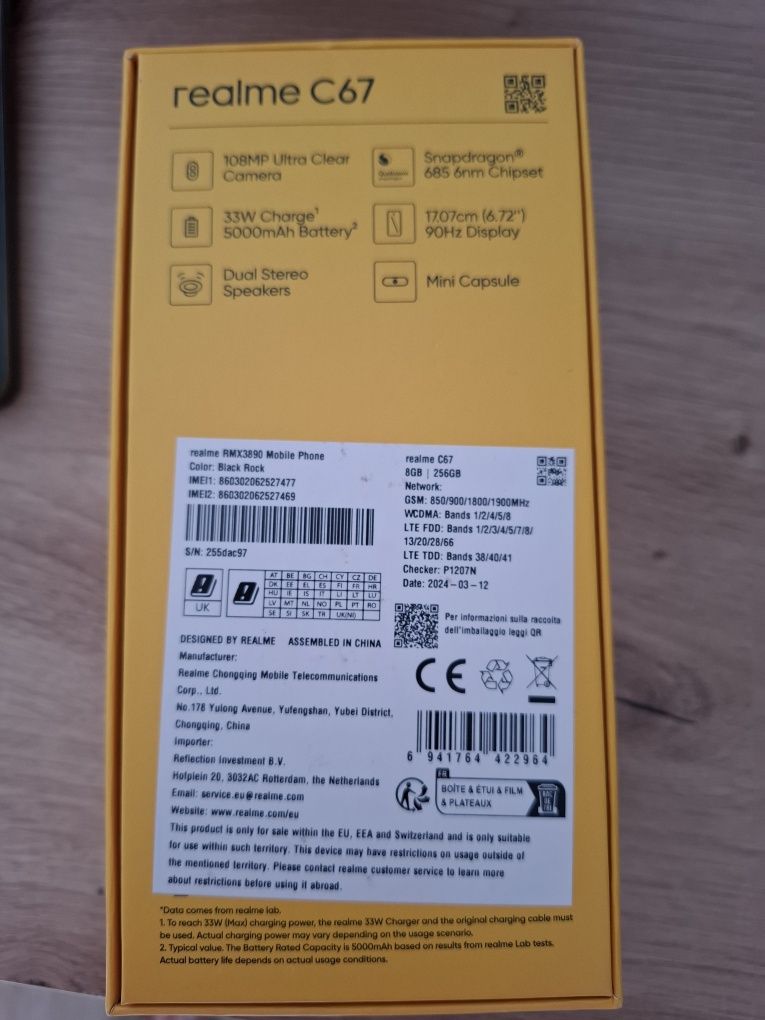 realme C67
108MP Ultra Clear
Camera
Snapdragon®
685 6nm Chipset
33W Charge¹
5000mAh Battery²
17.07cm (6.72'')
90Hz Display
Dual Stereo
Speakers
Mini Capsule
realme RMX3890 Mobile Phone
Color: Black Rock
IMEI1: 860302062527477
IMEI2: 860302062527469
S/N: 255dac97
realme C67
8GB | 256GB
Network:
GSM: 850/900/1800/1900MHz
WCDMA: Bands 1/2/4/5/8
LTE FDD: Bands 1/2/3/4/5/7/8/
13/20/28/66
LTE TDD: Bands 38/40/41
Checker: P1207N
Date: 2024-03-12
UK
AT BE BG CH CY CZ DE
DK EE EL ES FI FR HR
HU IE IS IT LI LT LU
LV MT NL NO PL PT RO
SE SI SK TR UK(NI)
Per informazioni sulla raccolta
dell'imballaggio leggi QR
DESIGNED BY REALME ASSEMBLED IN CHINA
Manufacturer:
Realme Chongqing Mobile Telecommunications
Corp., Ltd.
No.178 Yulong Avenue, Yufengshan, Yubei District,
Chongqing, China
Importer:
Reflection Investment B.V.
Hofplein 20, 3032AC Rotterdam, the Netherlands
Email: service.eu@realme.com
Website: www.realme.com/eu
CE
6 941764 422964
BOÎTE & ÉTUI & FILM
& PLATEAUX
This product is only for sale within the EU, EEA and Switzerland and is only suitable
for use within such territory. This device may have restrictions on usage outside of
the mentioned territory. Please contact realme customer service to learn more
about restrictions before using it abroad.
*Data comes from realme lab.
1. To reach 33W (Max) charging power, the realme 33W Charger and the original charging cable must
be used. Actual charging power may vary depending on the usage scenario.
2. Typical value. The Battery Rated Capacity is 5000mAh based on results from realme Lab tests.
Actual battery life depends on actual usage conditions.